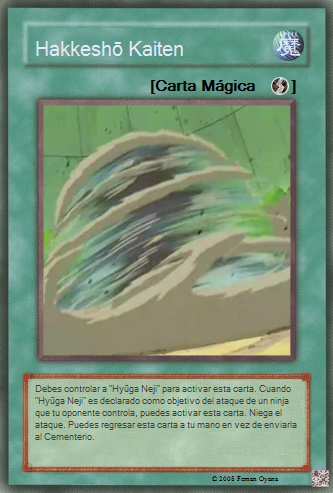 Hakkeshō Kaiten
魔
[Carta Mágica ]
Debes controlar a "Hyūga Neji" para activar esta carta. Cuando
"Hyūga Neji" es declarado como objetivo del ataque de un ninja
que tu oponente controla, puedes activar esta carta. Niega el
ataque. Puedes regresar esta carta a tu mano en vez de enviarla
al Cementerio.
© 2008 Fernan Oyana